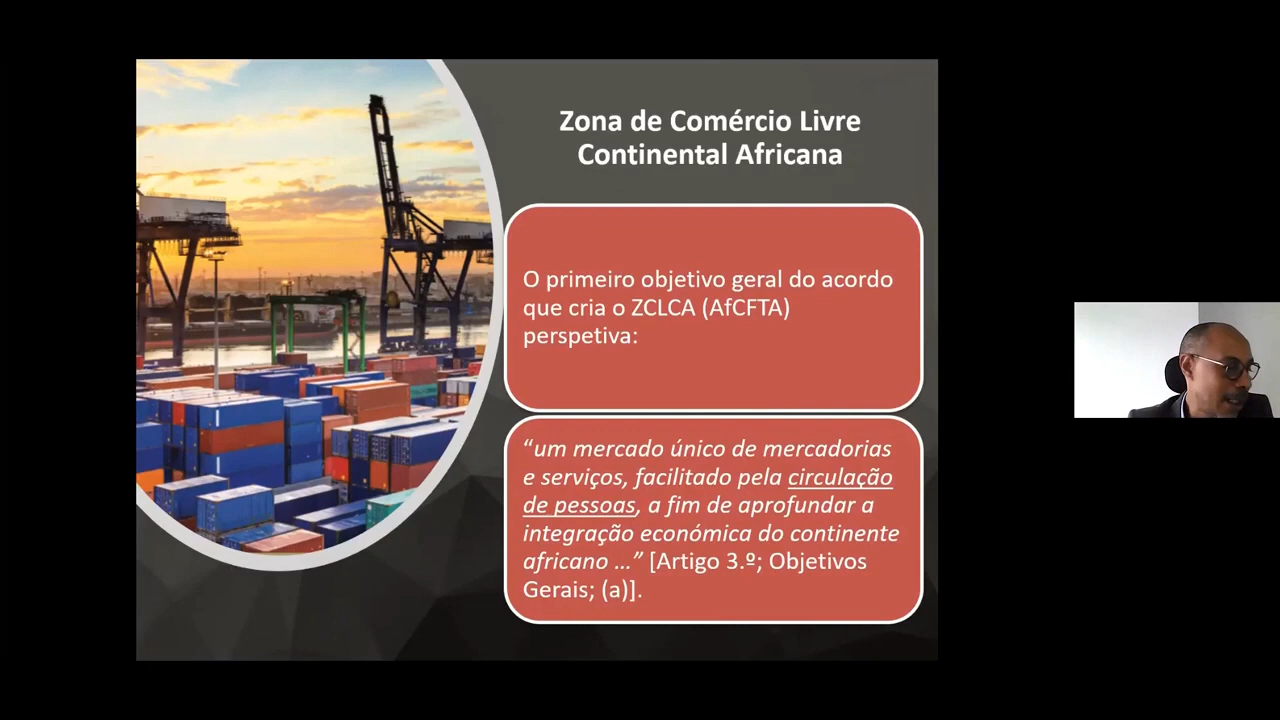 Zona de Comércio Livre
Continental Africana
O primeiro objetivo geral do acordo
que cria o ZCLCA (AfCFTA)
perspetiva:
“um mercado único de mercadorias
e serviços, facilitado pela circulação
de pessoas, a fim de aprofundar a
integração económica do continente
africano …” [Artigo 3.º; Objetivos
Gerais; (a)].